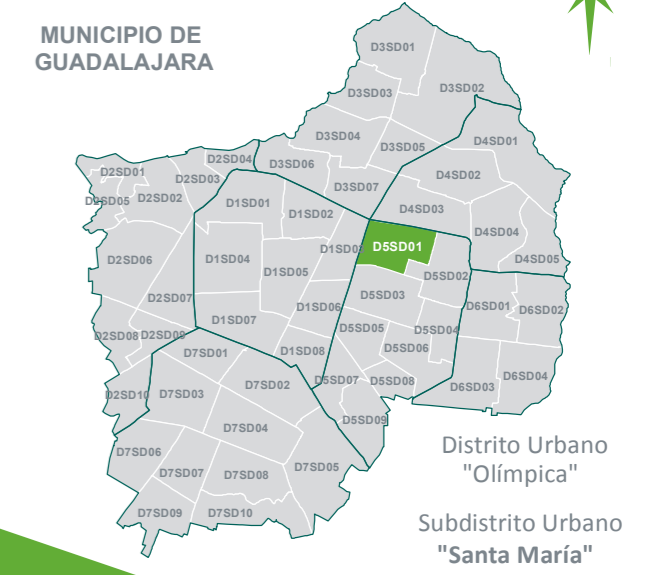 MUNICIPIO DE
GUADALAJARA
D3SD01
D3SD02
D3SD03
D3SD04
D3SD05
D4SD01
D2SD04
D3SD06
D2SD01
D2SD03
D4SD02
D3SD07
D2SD05
D2SD02
D1SD01
D1SD02
D4SD03
D4SD04
D1SD0
D5SD01
D2SD06
D1SD04
D4SD05
D1SD05
D5SD02
D2SD07
D5SD03
D1SD06
D6SD01
D6SD02
D1SD07
D5SD05
D5SD04
D2SD08
D2SD09
D5SD06
D7SD01
D1SD08
D6SD04
D5SD07
D5SD08
D7SD02
D6SD03
D2SD10
D7SD03
D5SD09
D7SD04
D7SD06
D7SD05
D7SD07
D7SD08
D7SD09
D7SD10
Distrito Urbano
"Olímpica"
Subdistrito Urbano
"Santa María"